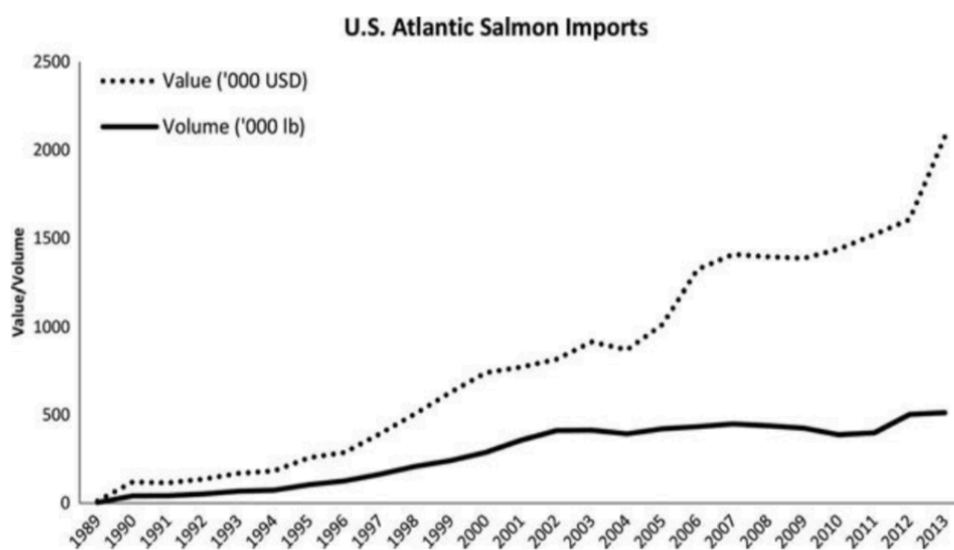 U.S. Atlantic Salmon Imports
2500
Value ('000 USD)
Volume ('000 lb)
2000
1500
Value/Volume
1000
500
0
1989 1990 1991 1992 1993 1994 1995 1996 1997 1998 1999 2000 2001 2002 2003 2004 2005 2006 2007 2008 2009 2010 2011 2012 2013